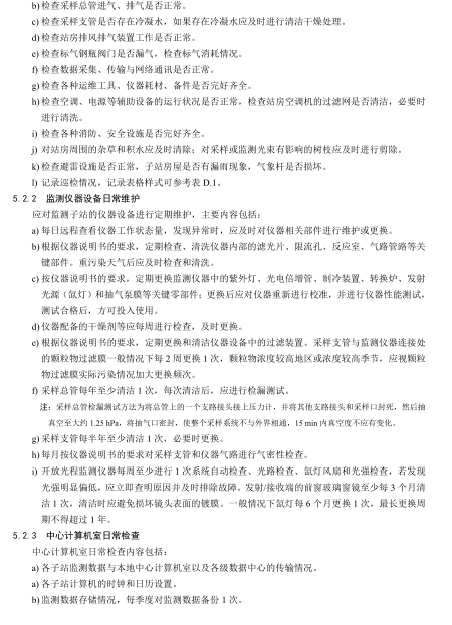 b) 检查采样总管进气、排气是否正常。
c) 检查采样支管是否存在冷凝水，如果存在冷凝水应及时进行清洁干燥处理。
d) 检查站房排风排气装置工作是否正常。
e) 检查标气钢瓶阀门是否漏气，检查标气消耗情况。
f) 检查数据采集、传输与网络通讯是否正常。
g) 检查各种运维工具、仪器耗材、备件是否完好齐全。
h) 检查空调、电源等辅助设备的运行状况是否正常，检查站房空调机的过滤网是否清洁，必要时
进行清洗。
i) 检查各种消防、安全设施是否完好齐全。
j) 对站房周围的杂草和积水应及时清除；对采样或监测光束有影响的树枝应及时进行剪除。
k) 检查避雷设施是否正常，子站房屋是否有漏雨现象，气象杆是否损坏。
l) 记录巡检情况，记录表格样式可参考表 D.1。
5.2.2 监测仪器设备日常维护
应对监测子站的仪器设备进行定期维护，主要内容包括：
a) 每日远程查看仪器工作状态量，发现异常时，应及时对仪器相关部件进行维护或更换。
b) 根据仪器说明书的要求，定期检查、清洗仪器内部的滤光片、限流孔、反应室、气路管路等关
键部件。重污染天气后应及时检查和清洗。
c) 按仪器说明书的要求，定期更换监测仪器中的紫外灯、光电倍增管、制冷装置、转换炉、发射
光源（氙灯）和抽气泵膜等关键零部件；更换后应对仪器重新进行校准，并进行仪器性能测试，
测试合格后，方可投入使用。
d) 仪器配备的干燥剂等应每周进行检查，及时更换。
e) 根据仪器说明书的要求，定期更换和清洁仪器设备中的过滤装置。采样支管与监测仪器连接处
的颗粒物过滤膜一般情况下每 2 周更换 1 次，颗粒物浓度较高地区或浓度较高季节，应视颗粒
物过滤膜实际污染情况加大更换频次。
f) 采样总管每年至少清洁 1 次，每次清洁后，应进行检漏测试。
注：采样总管检漏测试方法为将总管上的一个支路接头接上压力计，并将其他支路接头和采样口封死，然后抽
真空至大约 1.25 hPa，将抽气口密封，使整个采样系统不与外界相通，15 min 内真空度不应有变化。
g) 采样支管每半年至少清洁 1 次，必要时更换。
h) 每月按仪器说明书的要求对采样支管和仪器气路进行气密性检查。
i) 开放光程监测仪器每周至少进行 1 次系统自动检查、光路检查、氙灯风扇和光强检查，若发现
光强明显偏低，应立即查明原因并及时排除故障。发射/接收端的前窗玻璃窗镜至少每 3 个月清
洁 1 次，清洁时应避免损坏镜头表面的镀膜。一般情况下氙灯每 6 个月更换 1 次，最长更换周
期不得超过 1 年。
5.2.3 中心计算机室日常检查
中心计算机室日常检查内容包括：
a) 各子站监测数据与本地中心计算机室以及各级数据中心的传输情况。
a) 各子站计算机的时钟和日历设置。
b) 监测数据存储情况，每季度对监测数据备份 1 次。